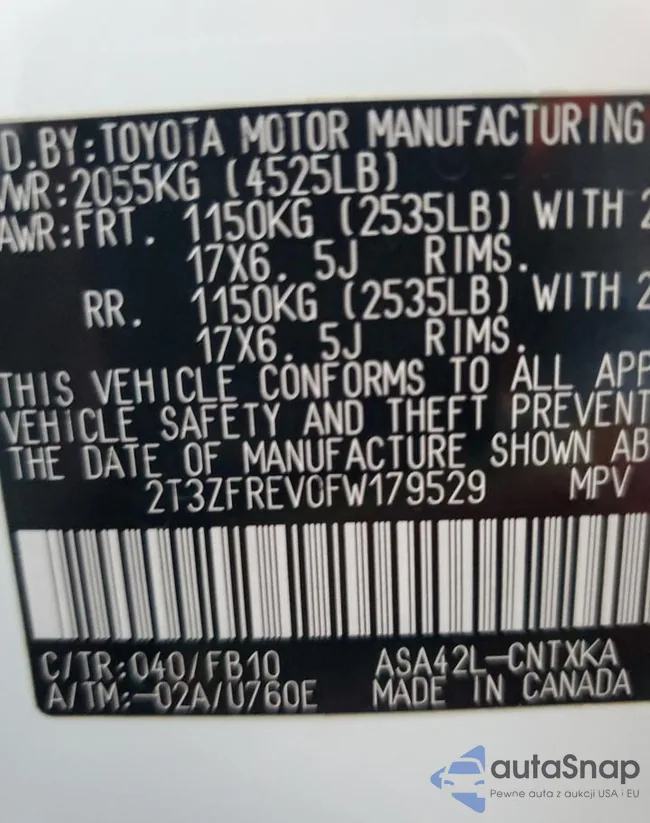 D.BY:TOYOTA MOTOR MANUFACTURING
VWR:2055KG (4525LB)
AWR:FRT. 1150KG (2535LB) WITH 2
17X6. 5J RIMS.
RR. 1150KG (2535LB) WITH 2
17X6. 5J RIMS.
THIS VEHICLE CONFORMS TO ALL APP
VEHICLE SAFETY AND THEFT PREVENT
THE DATE OF MANUFACTURE SHOWN AB
2T3ZFREV0FW179529 MPV
C/TR:040/FB10 ASA42L-CNTXKA
A/TM:-02A/U760E MADE IN CANADA
autaSnap
Pewne auta z aukcji USA i EU